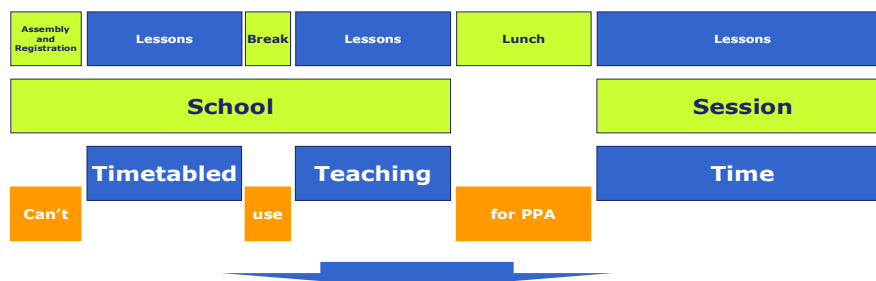 Assembly
and
Registration
Lessons
Break
Lessons
Lunch
Lessons
School
Session
Timetabled
Teaching
Time
Can't
use
for PPA